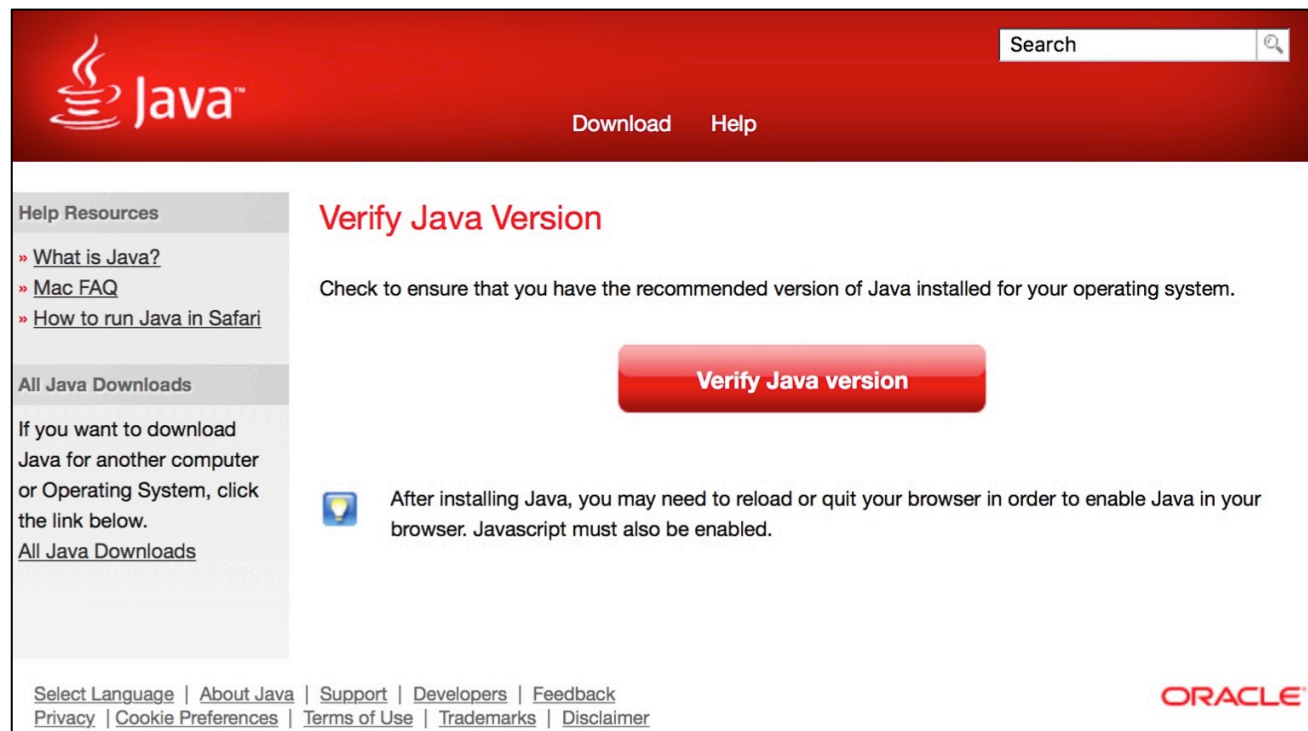 Java™
Search
Download Help
Help Resources
» What is Java?
» Mac FAQ
» How to run Java in Safari
All Java Downloads
If you want to download
Java for another computer
or Operating System, click
the link below.
All Java Downloads
Verify Java Version
Check to ensure that you have the recommended version of Java installed for your operating system.
Verify Java version
After installing Java, you may need to reload or quit your browser in order to enable Java in your
browser. Javascript must also be enabled.
Select Language | About Java | Support | Developers | Feedback
Privacy | Cookie Preferences | Terms of Use | Trademarks | Disclaimer
ORACLE